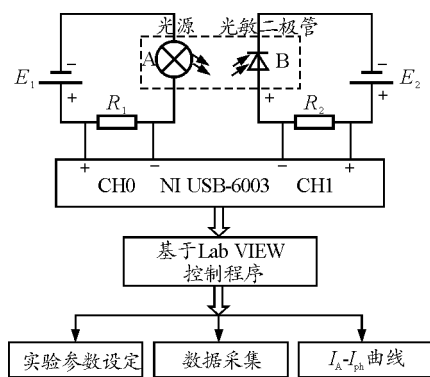 光源 光敏二极管
A B
E1 − + R1 R2 − + E2
+ − − +
CH0 NI USB-6003 CH1
基于Lab VIEW
控制程序
实验参数设定 数据采集 IA-Iph曲线